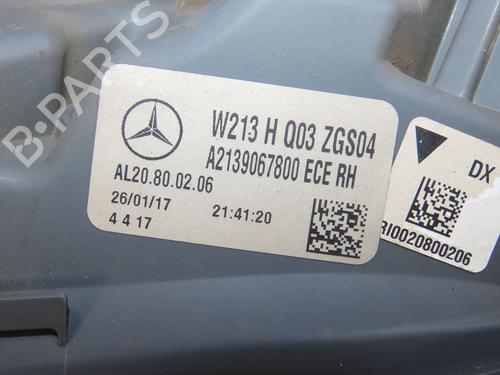 B-PARTS
W213 H Q03 ZGS04
A2139067800 ECE RH
AL20.80.02.06
26/01/17 21:41:20
4 4 17
DX
RI0020800206